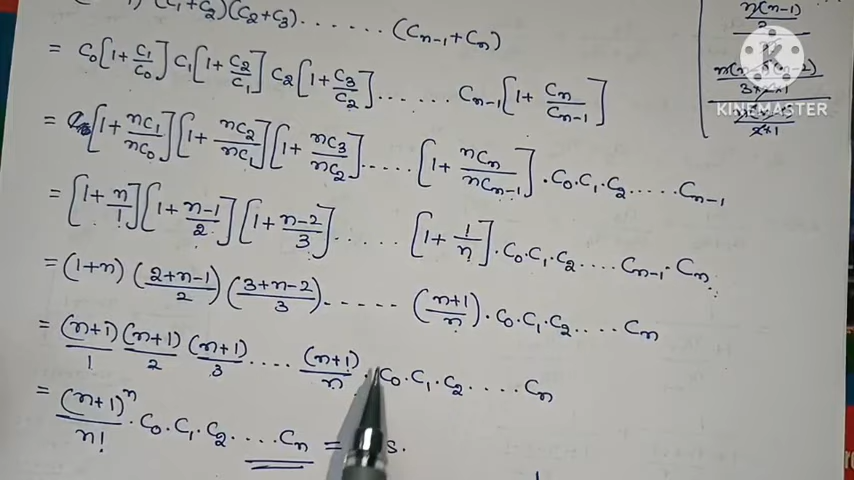 (C₁+C₂)(C₂+C₃)....... (Cₙ₋₁+Cₙ)
= C₀[1+C₁/C₀] C₁[1+C₂/C₁] C₂[1+C₃/C₂]....... Cₙ₋₁[1+Cₙ/Cₙ₋₁]
= [1+nC₁/nC₀][1+nC₂/nC₁][1+nC₃/nC₂]..... [1+nCₙ/nCₙ₋₁].C₀.C₁.C₂.....Cₙ₋₁
= [1+n/1][1+n-1/2][1+n-2/3]...... [1+1/n].C₀.C₁.C₂....Cₙ₋₁.Cₙ
= (1+n)(2+n-1/2)(3+n-2/3)------ (n+1/n).C₀.C₁.C₂....Cₙ
= (n+1)/1 (n+1)/2 (n+1)/3 .... (n+1)/n . C₀.C₁.C₂....Cₙ
= (n+1)ⁿ/n! . C₀.C₁.C₂ ....Cₙ = S.
n(n-1)
KINEMASTER